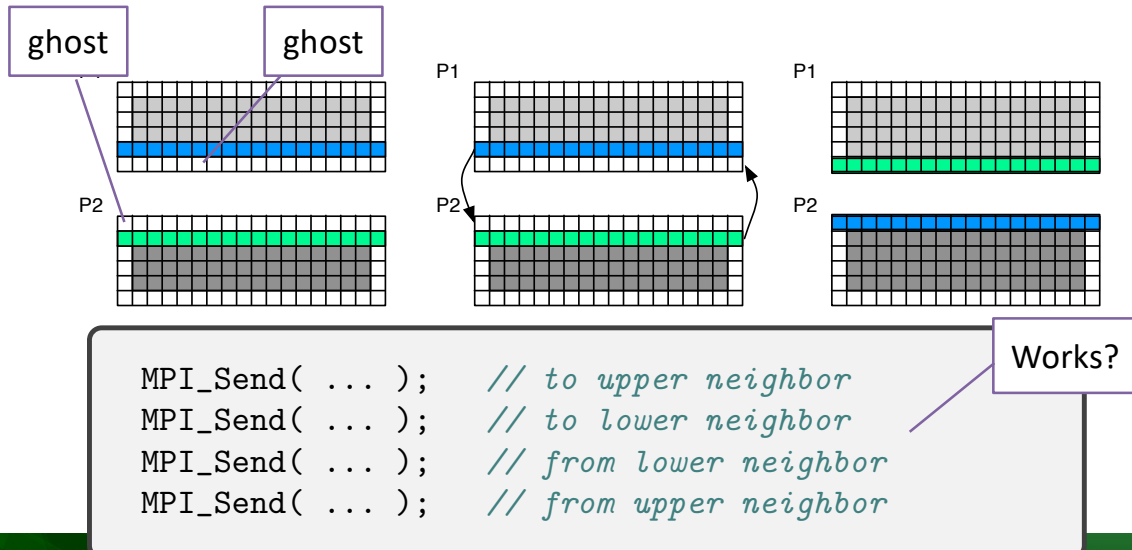 ghost
ghost
P1
P1
P2
P2
P2
MPI_Send( ... ); // to upper neighbor
MPI_Send( ... ); // to lower neighbor
MPI_Send( ... ); // from lower neighbor
MPI_Send( ... ); // from upper neighbor
Works?